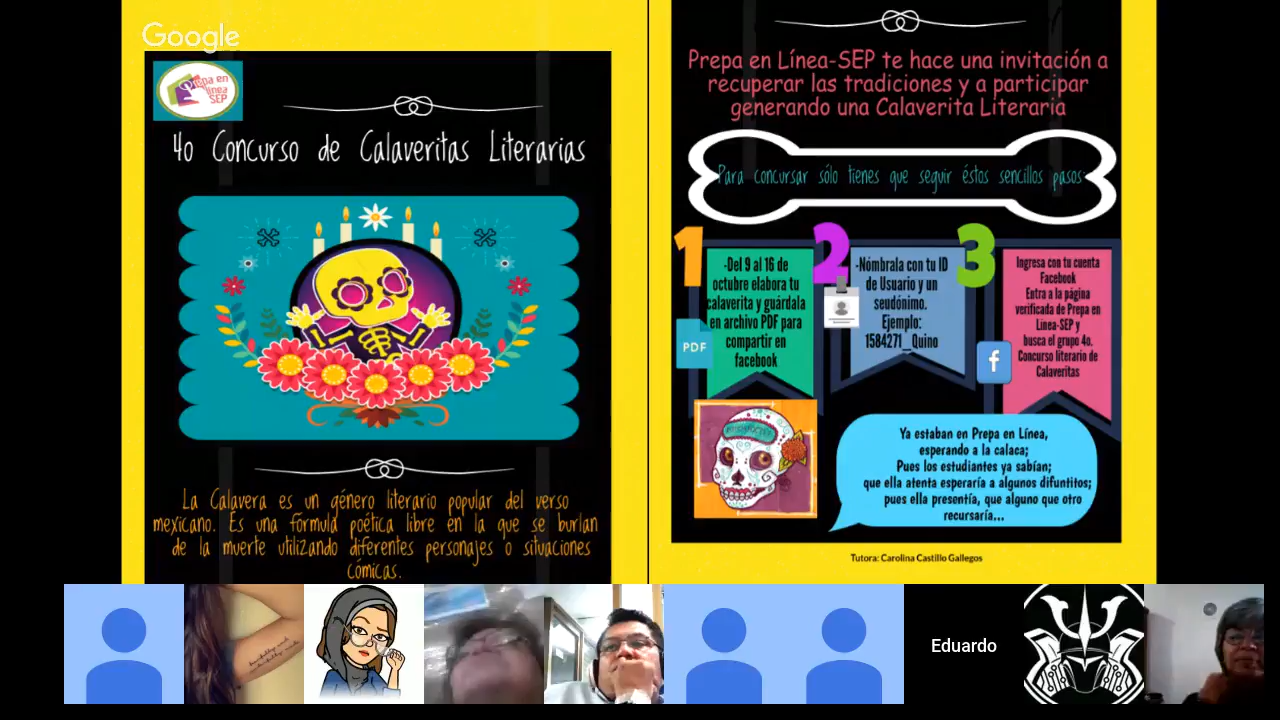 Google
Prepa en
línea
SEP
4o Concurso de Calaveritas Literarias
La Calavera es un género literario popular del verso
mexicano. Es una fórmula poética libre en la que se burlan
de la muerte utilizando diferentes personajes o situaciones
cómicas.
Prepa en Línea-SEP te hace una invitación a
recuperar las tradiciones y a participar
generando una Calaverita Literaria
Para concursar sólo tienes que seguir éstos sencillos pasos:
1
-Del 9 al 16 de
octubre elabora tu
calaverita y guárdala
en archivo PDF para
compartir en
facebook
PDF
2
-Nómbrala con tu ID
de Usuario y un
seudónimo.
Ejemplo:
1584271_ Quino
3
Ingresa con tu cuenta
Facebook
Entra a la página
verificada de Prepa en
Línea-SEP y
busca el grupo 4o.
Concurso literario de
Calaveritas
f
Ya estaban en Prepa en Línea,
esperando a la calaca;
Pues los estudiantes ya sabían;
que ella atenta esperaría a algunos difuntitos;
pues ella presentía, que alguno que otro
recursaría...
Tutora: Carolina Castillo Gallegos
Eduardo